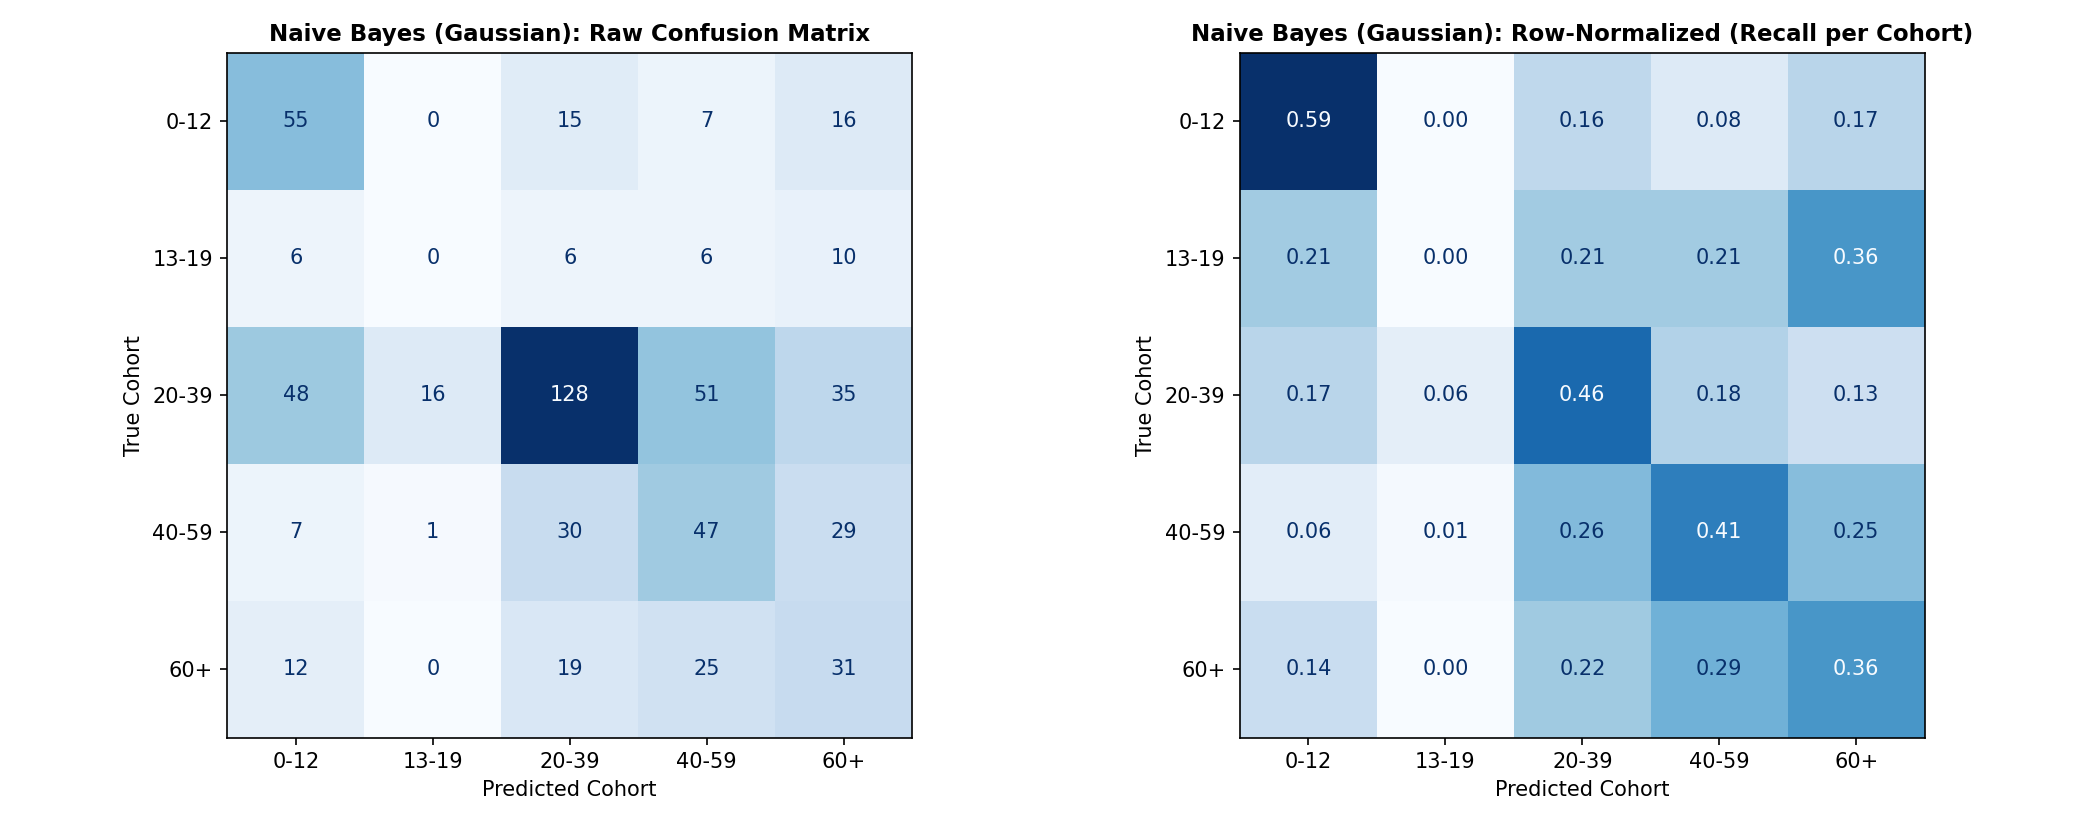 Naive Bayes (Gaussian): Raw Confusion Matrix
True Cohort
0-12 55 0 15 7 16
13-19 6 0 6 6 10
20-39 48 16 128 51 35
40-59 7 1 30 47 29
60+ 12 0 19 25 31
0-12 13-19 20-39 40-59 60+
Predicted Cohort
Naive Bayes (Gaussian): Row-Normalized (Recall per Cohort)
True Cohort
0-12 0.59 0.00 0.16 0.08 0.17
13-19 0.21 0.00 0.21 0.21 0.36
20-39 0.17 0.06 0.46 0.18 0.13
40-59 0.06 0.01 0.26 0.41 0.25
60+ 0.14 0.00 0.22 0.29 0.36
0-12 13-19 20-39 40-59 60+
Predicted Cohort